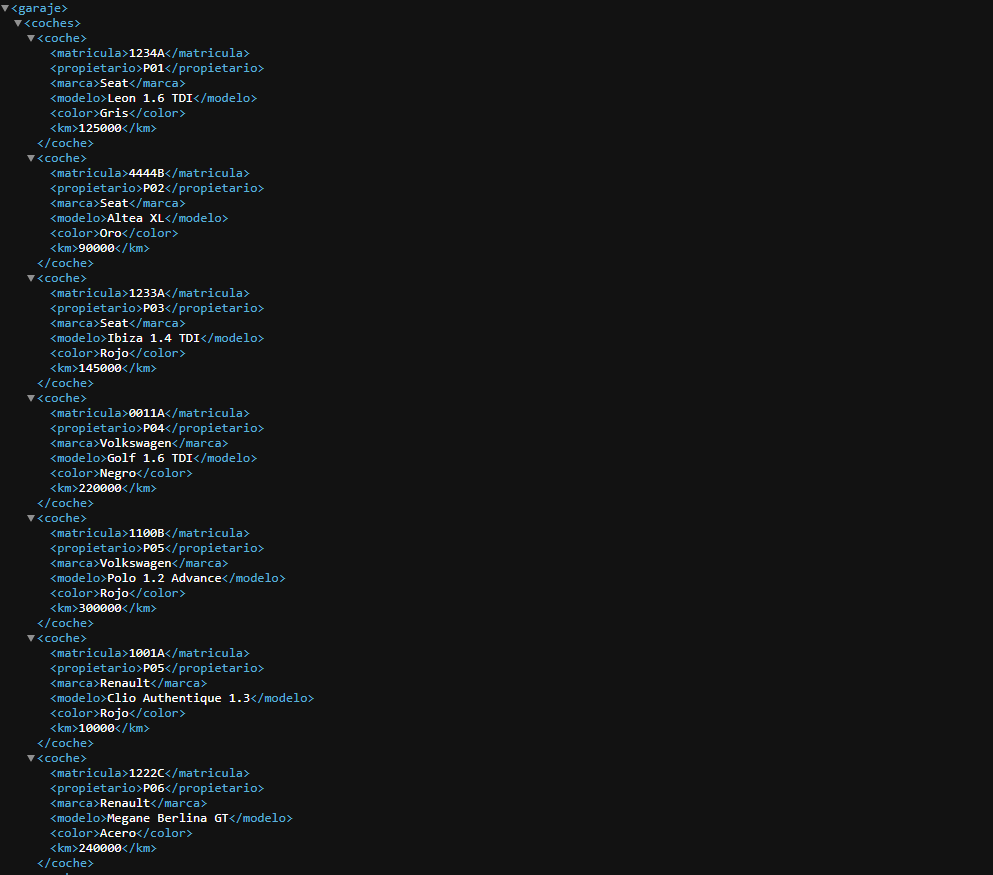 <garaje>
<coches>
<coche>
<matricula>1234A</matricula>
<propietario>P01</propietario>
<marca>Seat</marca>
<modelo>Leon 1.6 TDI</modelo>
<color>Gris</color>
<km>125000</km>
</coche>
<coche>
<matricula>4444B</matricula>
<propietario>P02</propietario>
<marca>Seat</marca>
<modelo>Altea XL</modelo>
<color>Oro</color>
<km>90000</km>
</coche>
<coche>
<matricula>1233A</matricula>
<propietario>P03</propietario>
<marca>Seat</marca>
<modelo>Ibiza 1.4 TDI</modelo>
<color>Rojo</color>
<km>145000</km>
</coche>
<coche>
<matricula>0011A</matricula>
<propietario>P04</propietario>
<marca>Volkswagen</marca>
<modelo>Golf 1.6 TDI</modelo>
<color>Negro</color>
<km>220000</km>
</coche>
<coche>
<matricula>1100B</matricula>
<propietario>P05</propietario>
<marca>Volkswagen</marca>
<modelo>Polo 1.2 Advance</modelo>
<color>Rojo</color>
<km>300000</km>
</coche>
<coche>
<matricula>1001A</matricula>
<propietario>P05</propietario>
<marca>Renault</marca>
<modelo>Clio Authentique 1.3</modelo>
<color>Rojo</color>
<km>10000</km>
</coche>
<coche>
<matricula>1222C</matricula>
<propietario>P06</propietario>
<marca>Renault</marca>
<modelo>Megane Berlina GT</modelo>
<color>Acero</color>
<km>240000</km>
</coche>